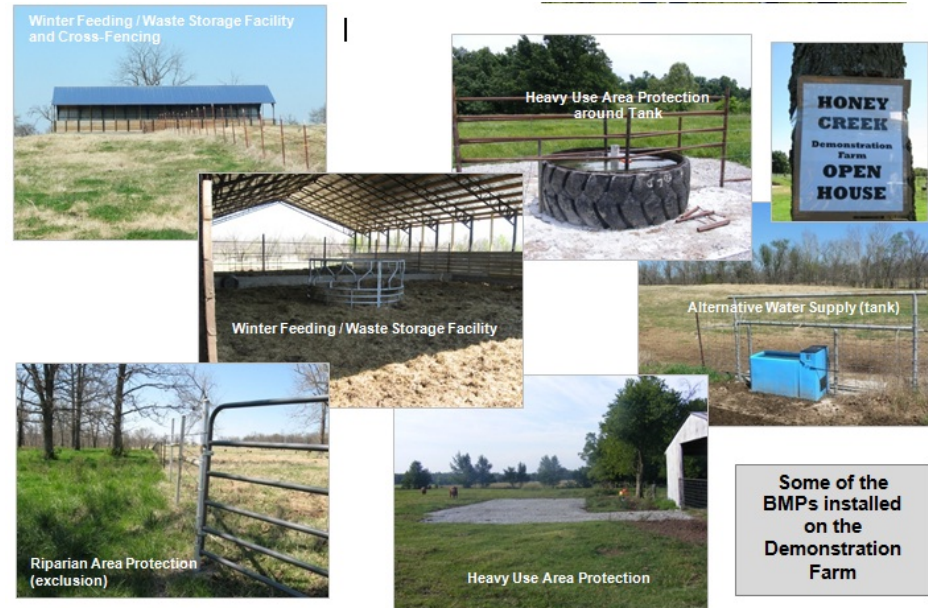 Winter Feeding / Waste Storage Facility
and Cross-Fencing
Heavy Use Area Protection
around Tank
HONEY
CREEK
Demonstration
Farm
OPEN
HOUSE
Winter Feeding / Waste Storage Facility
Alternative Water Supply (tank)
Riparian Area Protection
(exclusion)
Heavy Use Area Protection
Some of the
BMPs installed
on the
Demonstration
Farm